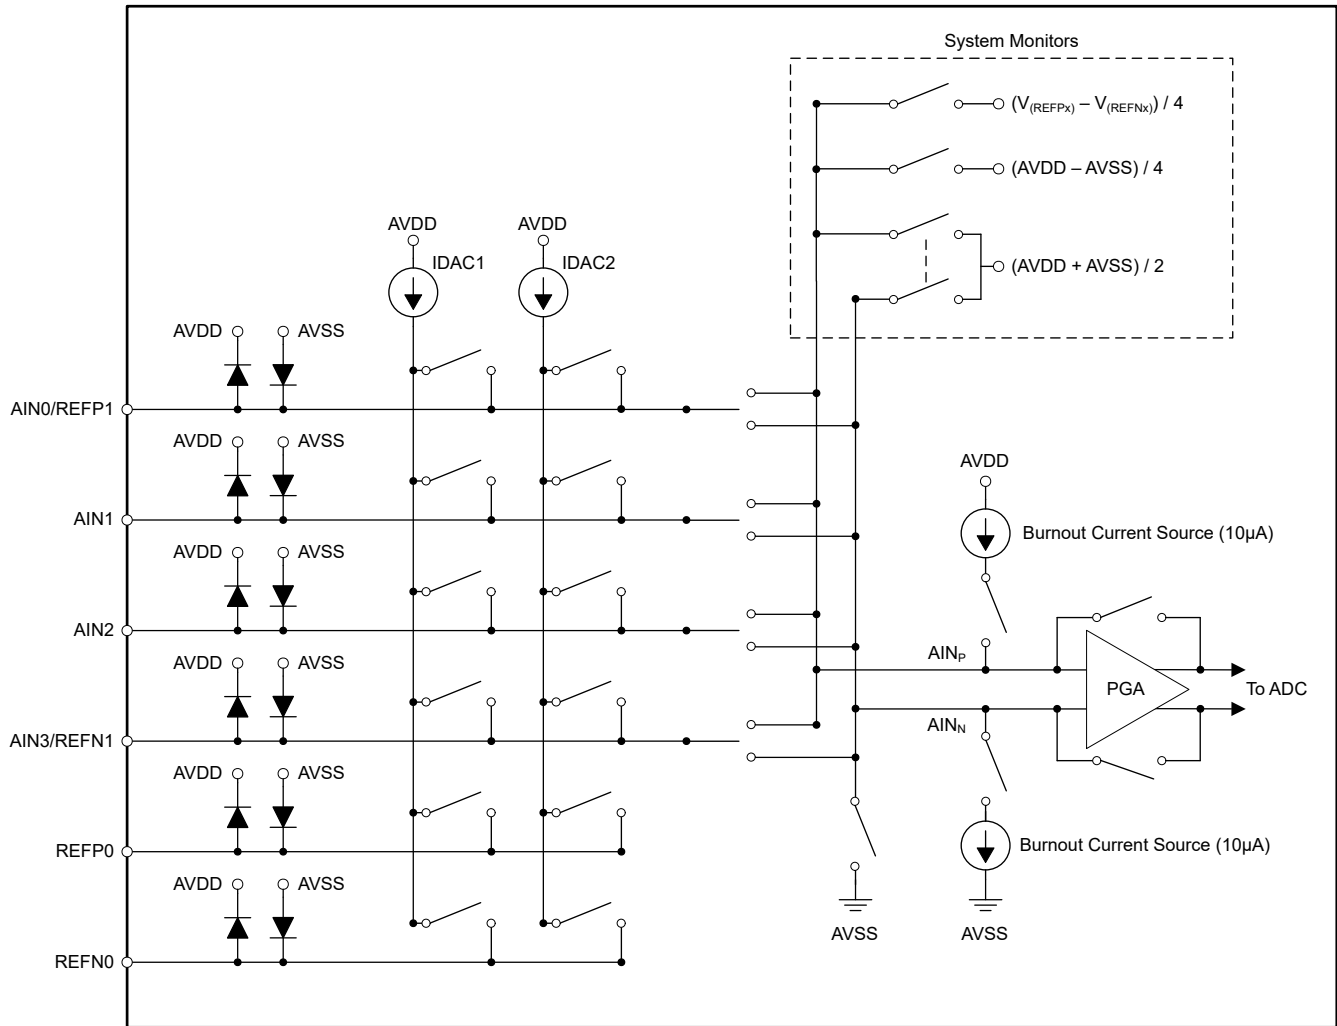 System Monitors
(V(REFPx) – V(REFNx)) / 4
(AVDD – AVSS) / 4
(AVDD + AVSS) / 2
AVDD
AVDD
IDAC1
IDAC2
AVDD
AVSS
AIN0/REFP1
AVDD
AVSS
AIN1
AVDD
AVSS
AIN2
AVDD
AVSS
AIN3/REFN1
AVDD
AVSS
REFP0
AVDD
AVSS
REFN0
AVDD
Burnout Current Source (10µA)
AINP
PGA
To ADC
AINN
Burnout Current Source (10µA)
AVSS
AVSS